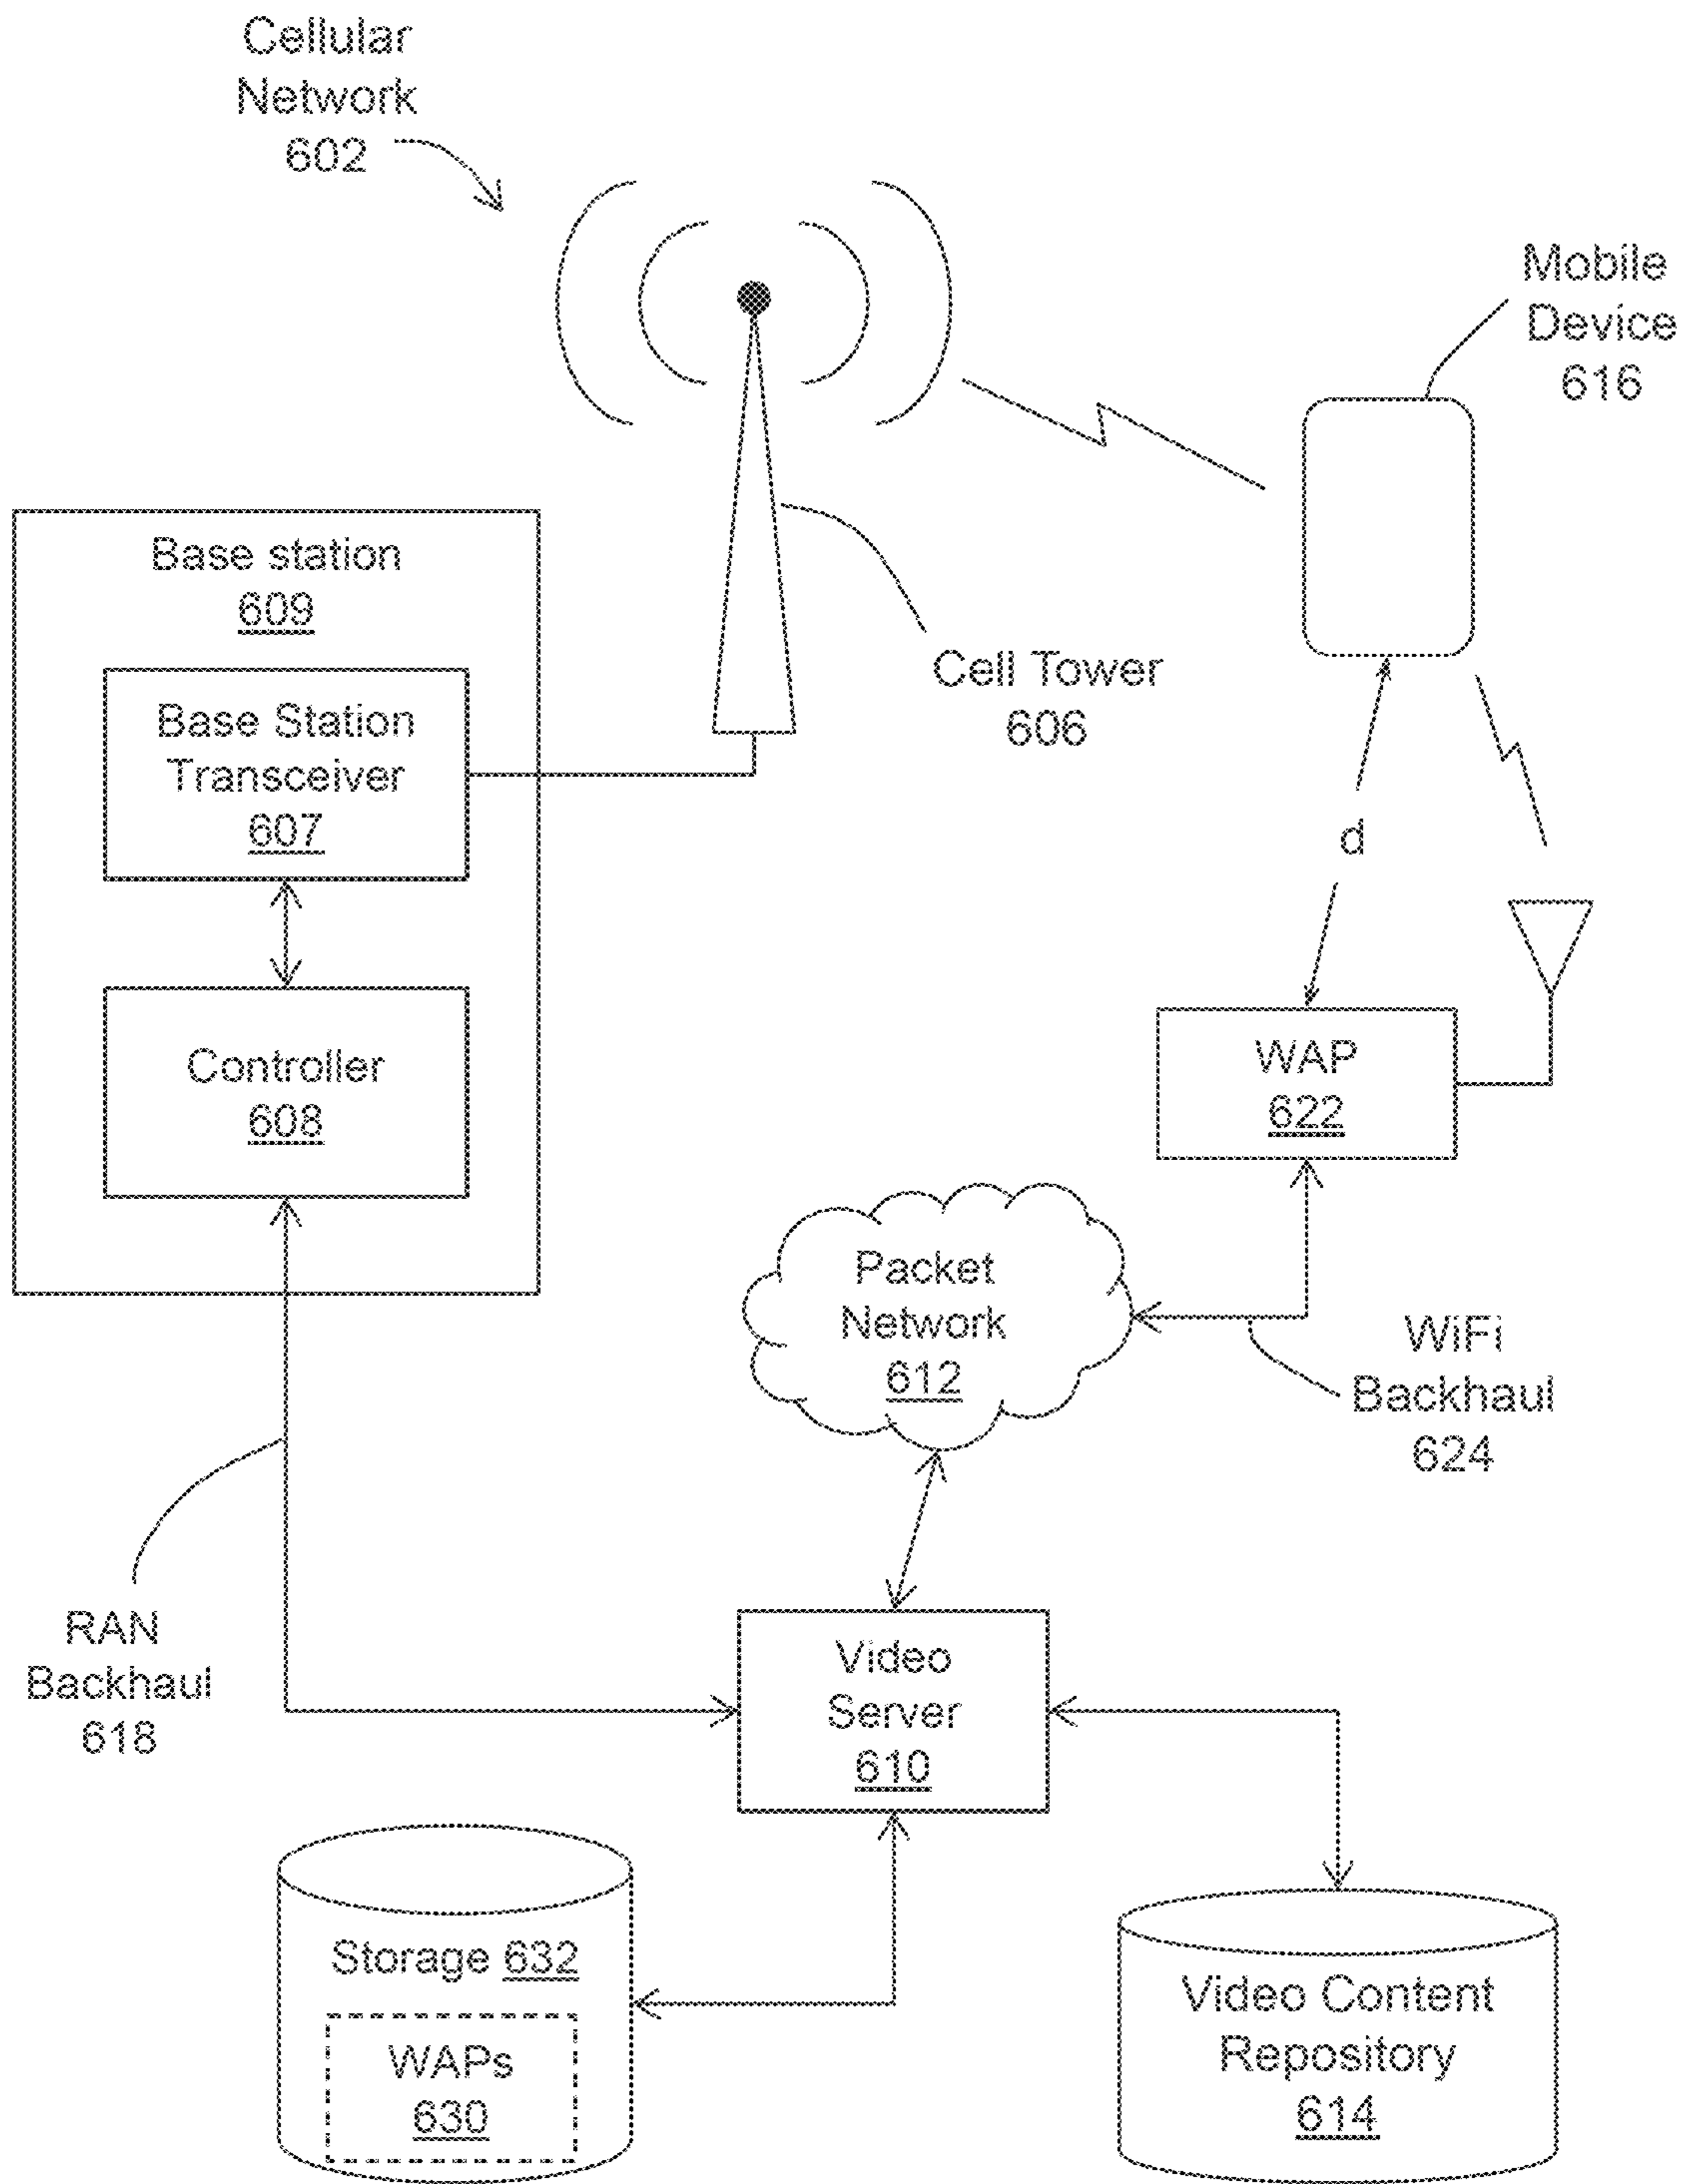 Cellular
Network
602
Mobile
Device
616
Base station
609
Base Station
Transceiver
607
Cell Tower
606
d
Controller
608
WAP
622
Packet
Network
612
WiFi
Backhaul
624
RAN
Backhaul
618
Video
Server
610
Storage 632
WAPs
630
Video Content
Repository
614